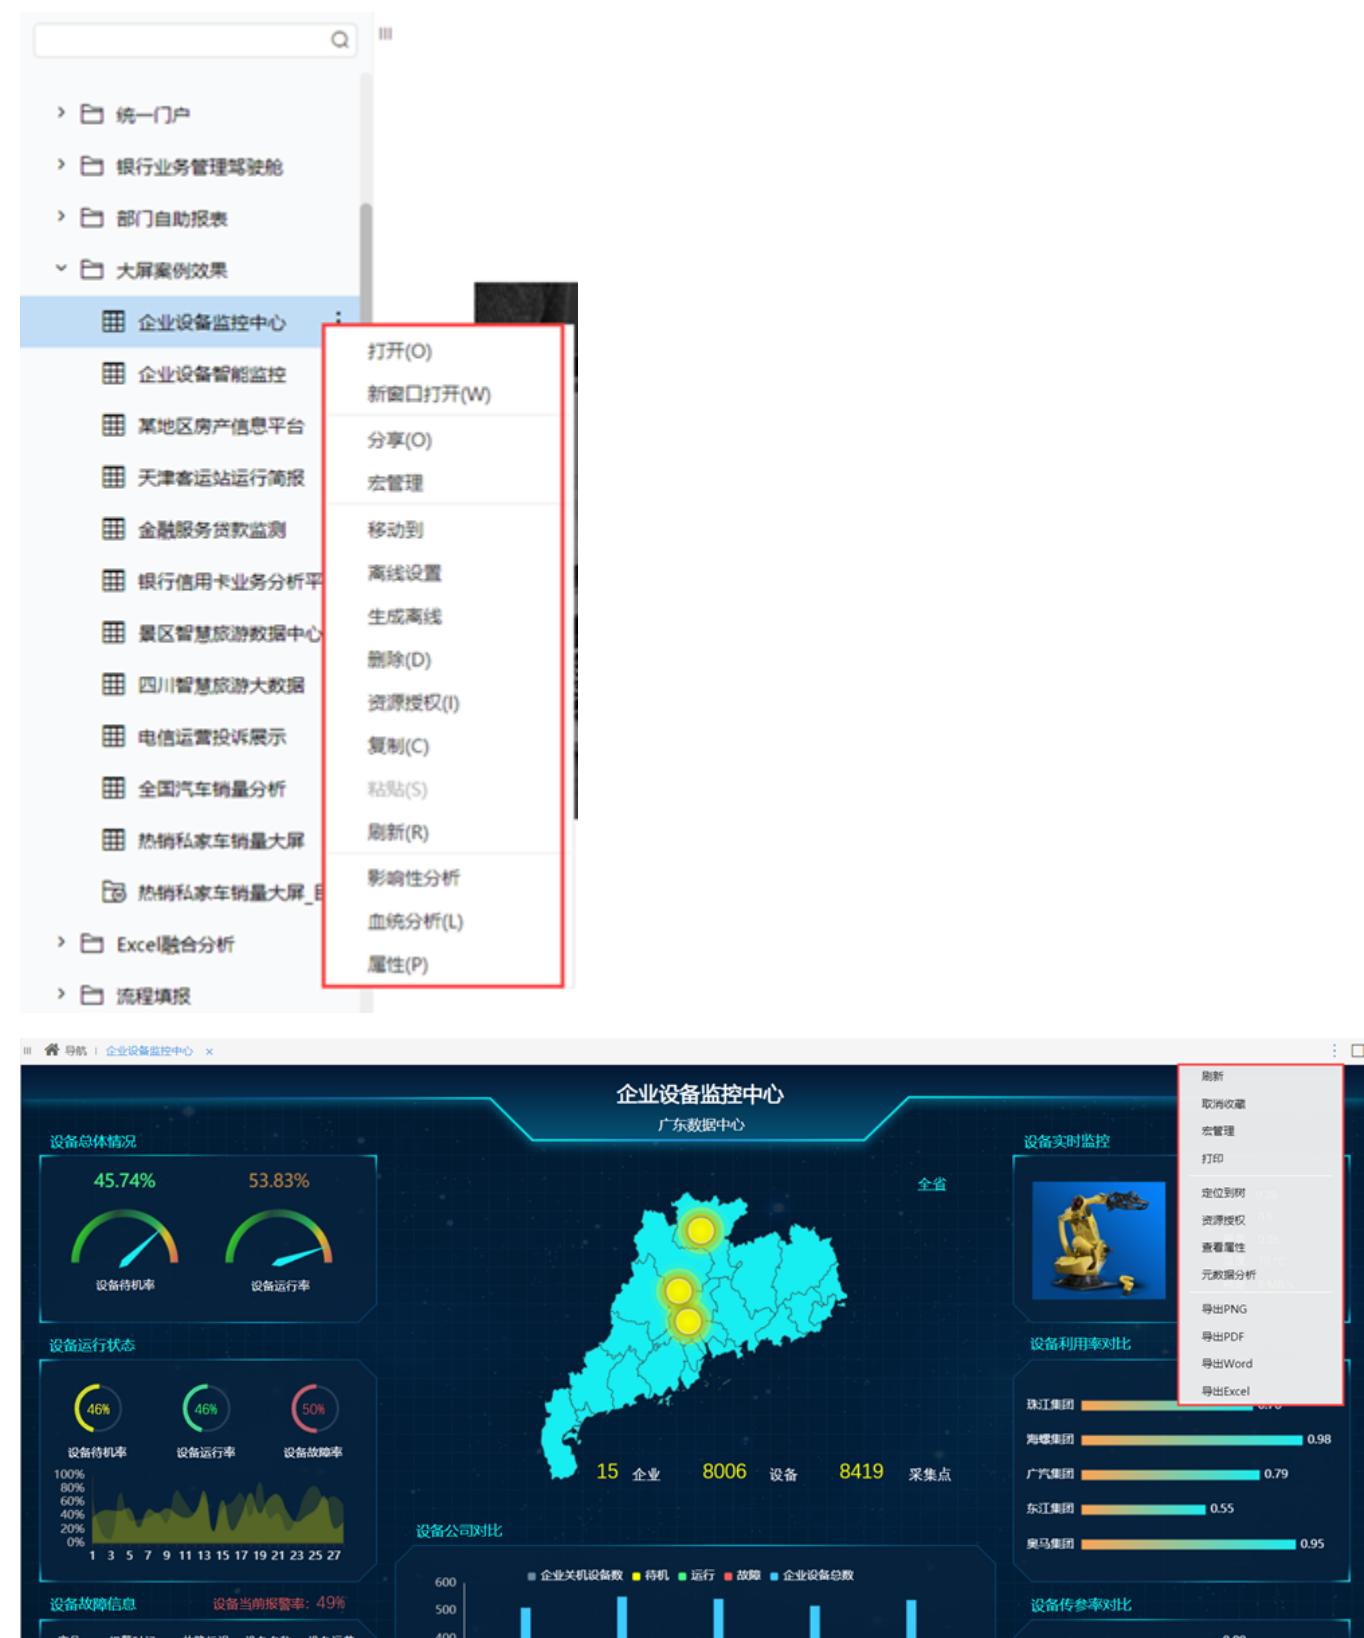 统一门户
银行业务管理驾驶舱
部门自助报表
大屏案例效果
企业设备监控中心
企业设备智能监控
某地区房产信息平台
天津客运站运行简报
金融服务贷款监测
银行信用卡业务分析平
景区智慧旅游数据中心
四川智慧旅游大数据
电信运营投诉展示
全国汽车销量分析
热销私家车销量大屏
热销私家车销量大屏_
Excel融合分析
流程填报
打开(O)
新窗口打开(W)
分享(O)
宏管理
移动到
离线设置
生成离线
删除(D)
资源授权(I)
复制(C)
粘贴(S)
刷新(R)
影响性分析
血统分析(L)
属性(P)
导航 企业设备监控中心 ×
企业设备监控中心
广东数据中心
刷新
取消收藏
宏管理
打印
定位到树
资源授权
查看属性
元数据分析
导出PNG
导出PDF
导出Word
导出Excel
设备总体情况
45.74% 53.83%
设备待机率 设备运行率
设备运行状态
46% 46% 50%
设备待机率 设备运行率 设备故障率
100%
80%
60%
40%
20%
0%
1 3 5 7 9 11 13 15 17 19 21 23 25 27
设备故障信息 设备当前报警率：49%
全省
15 企业 8006 设备 8419 采集点
设备公司对比
企业关机设备数 待机 运行 故障 企业设备总数
600
500
400
设备实时监控
设备利用率对比
珠江集团
海螺集团 0.98
广汽集团 0.79
东江集团 0.55
奥马集团 0.95
设备传参率对比